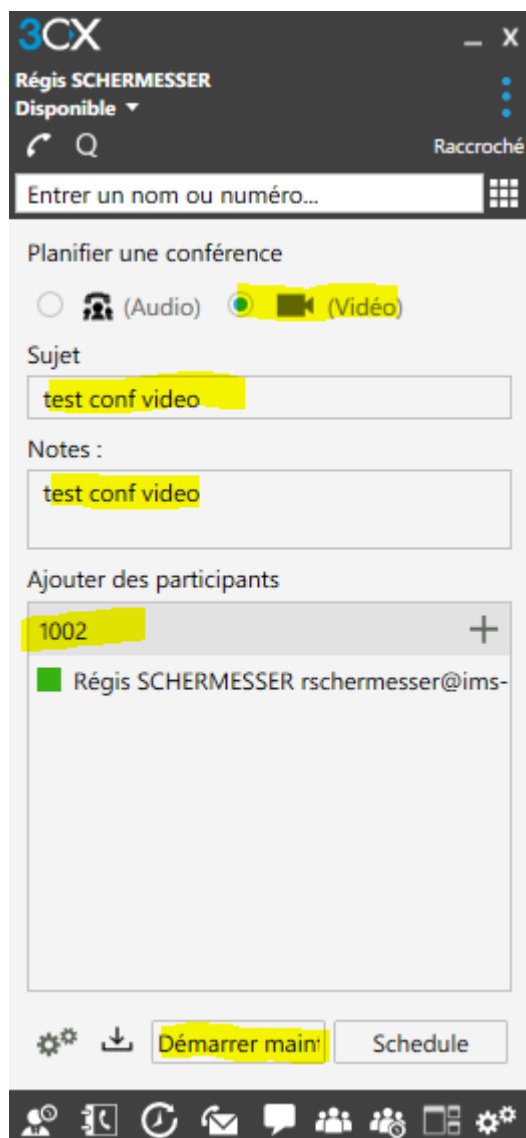 3CX
Régis SCHERMESSER
Disponible
Raccroché
Entrer un nom ou numéro...
Planifier une conférence
(Audio) (Vidéo)
Sujet
test conf video
Notes :
test conf video
Ajouter des participants
1002
Régis SCHERMESSER rschermesser@ims-
Démarrer maint Schedule